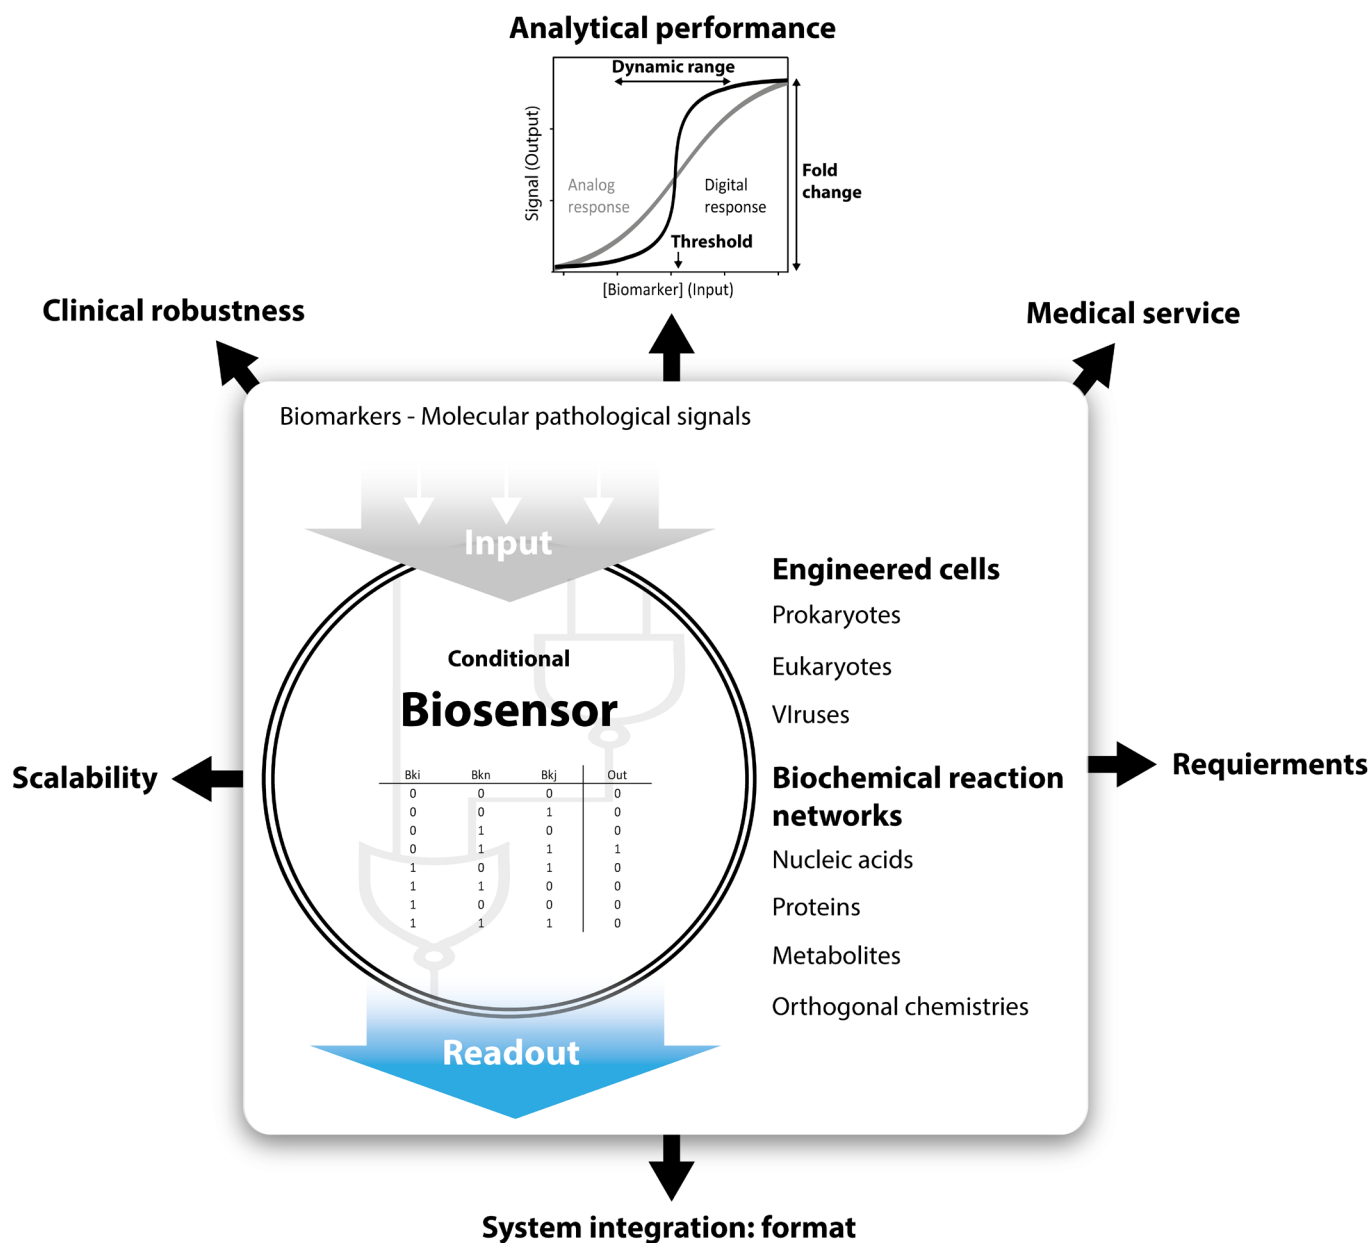 Analytical performance
Dynamic range
Signal (Output)
Analog
response
Digital
response
Fold
change
Threshold
[Biomarker] (Input)
Clinical robustness
Medical service
Biomarkers - Molecular pathological signals
Input
Conditional
Biosensor
Bki Bkn Bkj Out
0 0 0 0
0 0 1 0
0 1 0 0
0 1 1 1
1 0 1 0
1 1 0 0
1 0 0 0
1 1 1 0
Readout
Engineered cells
Prokaryotes
Eukaryotes
VIruses
Biochemical reaction
networks
Nucleic acids
Proteins
Metabolites
Orthogonal chemistries
Scalability
Requierments
System integration: format